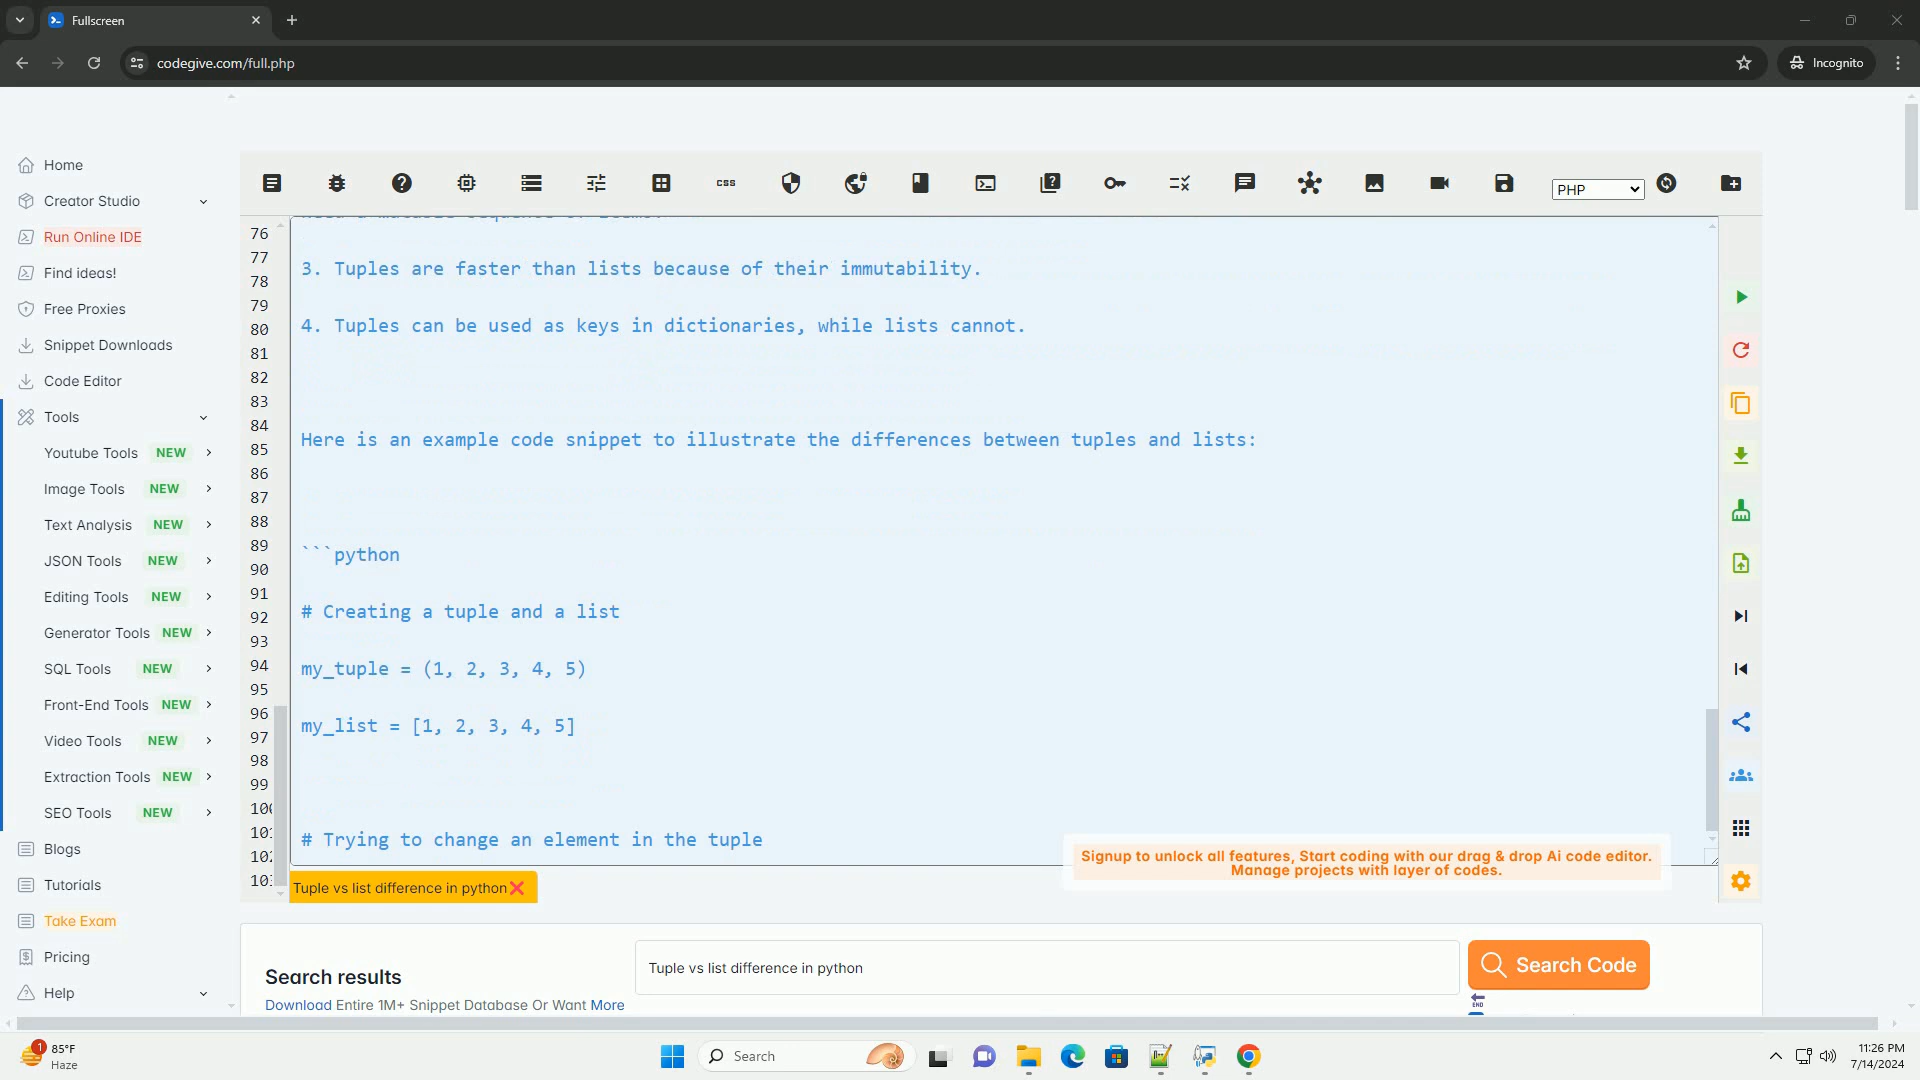 Fullscreen
codegive.com/full.php
Incognito
Home
Creator Studio
Run Online IDE
Find ideas!
Free Proxies
Snippet Downloads
Code Editor
Tools
Youtube Tools NEW
Image Tools NEW
Text Analysis NEW
JSON Tools NEW
Editing Tools NEW
Generator Tools NEW
SQL Tools NEW
Front-End Tools NEW
Video Tools NEW
Extraction Tools NEW
SEO Tools NEW
Blogs
Tutorials
Take Exam
Pricing
Help
css
PHP
76
77
78
79
80
81
82
83
84
85
86
87
88
89
90
91
92
93
94
95
96
97
98
99
3. Tuples are faster than lists because of their immutability.
4. Tuples can be used as keys in dictionaries, while lists cannot.
Here is an example code snippet to illustrate the differences between tuples and lists:
```python
# Creating a tuple and a list
my_tuple = (1, 2, 3, 4, 5)
my_list = [1, 2, 3, 4, 5]
# Trying to change an element in the tuple
Signup to unlock all features, Start coding with our drag & drop Ai code editor.
Manage projects with layer of codes.
Tuple vs list difference in python
Search results
Download Entire 1M+ Snippet Database Or Want More
Tuple vs list difference in python
Search Code
END
1
85°F
Haze
Search
11:26 PM
7/14/2024